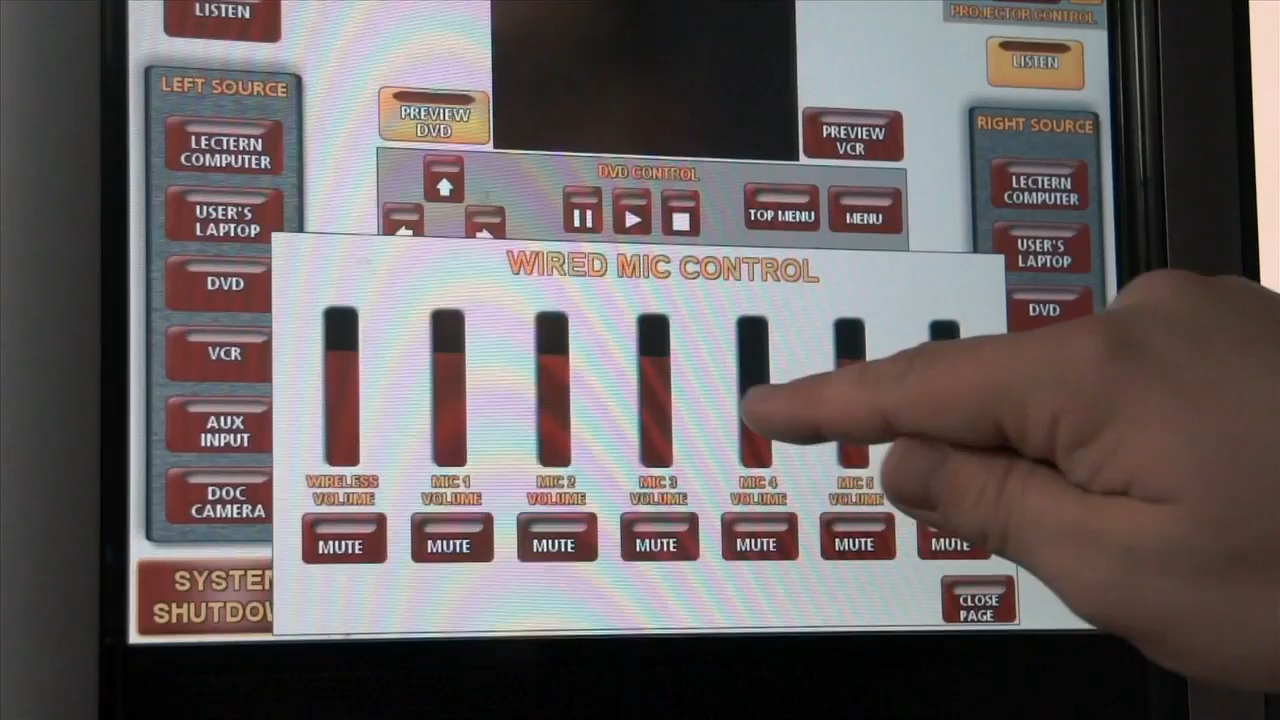 LISTEN
PROJECTOR CONTROL
LISTEN
LEFT SOURCE
LECTERN
COMPUTER
USER'S
LAPTOP
DVD
VCR
AUX
INPUT
DOC
CAMERA
PREVIEW
DVD
PREVIEW
VCR
DVD CONTROL
TOP MENU
MENU
RIGHT SOURCE
LECTERN
COMPUTER
USER'S
LAPTOP
DVD
WIRED MIC CONTROL
WIRELESS
VOLUME
MIC 1
VOLUME
MIC 2
VOLUME
MIC 3
VOLUME
MIC 4
VOLUME
MIC 5
VOLUME
MUTE
MUTE
MUTE
MUTE
MUTE
MUTE
MUTE
CLOSE
PAGE
SYSTEM
SHUTDOW